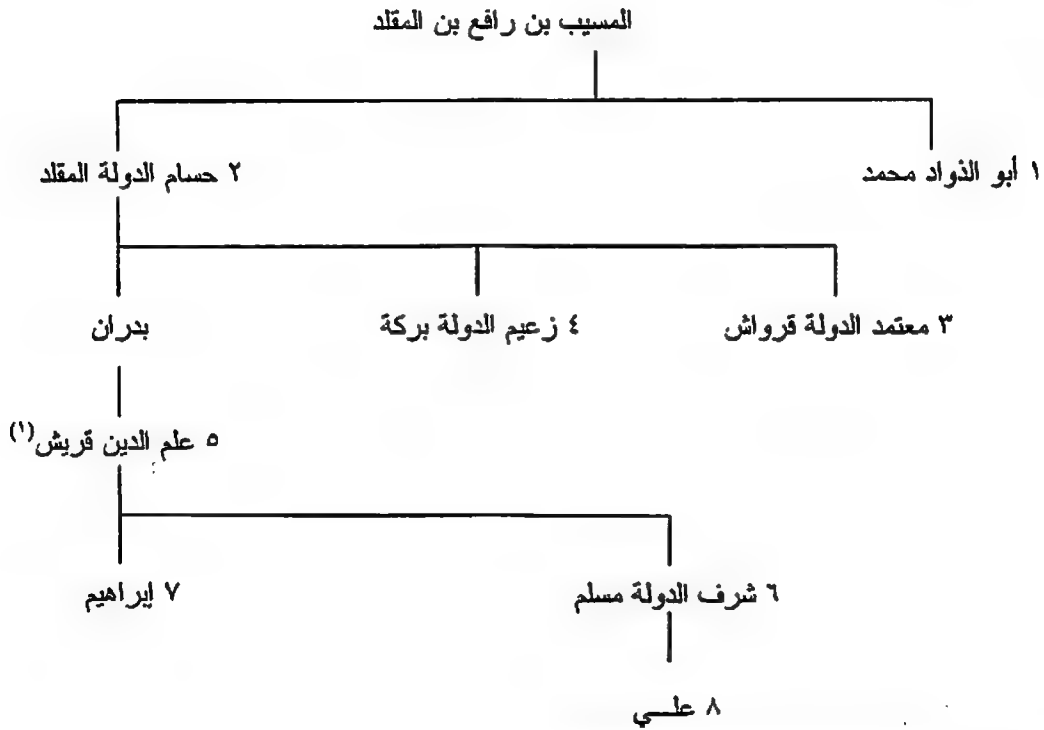 المسيب بن رافع بن المقلد
١ أبو الذواد محمد
٢ حسام الدولة المقلد
٣ معتمد الدولة قرواش
٤ زعيم الدولة بركة
بدران
٥ علم الدين قريش(١)
٦ شرف الدولة مسلم
٧ إبراهيم
٨ علـــي